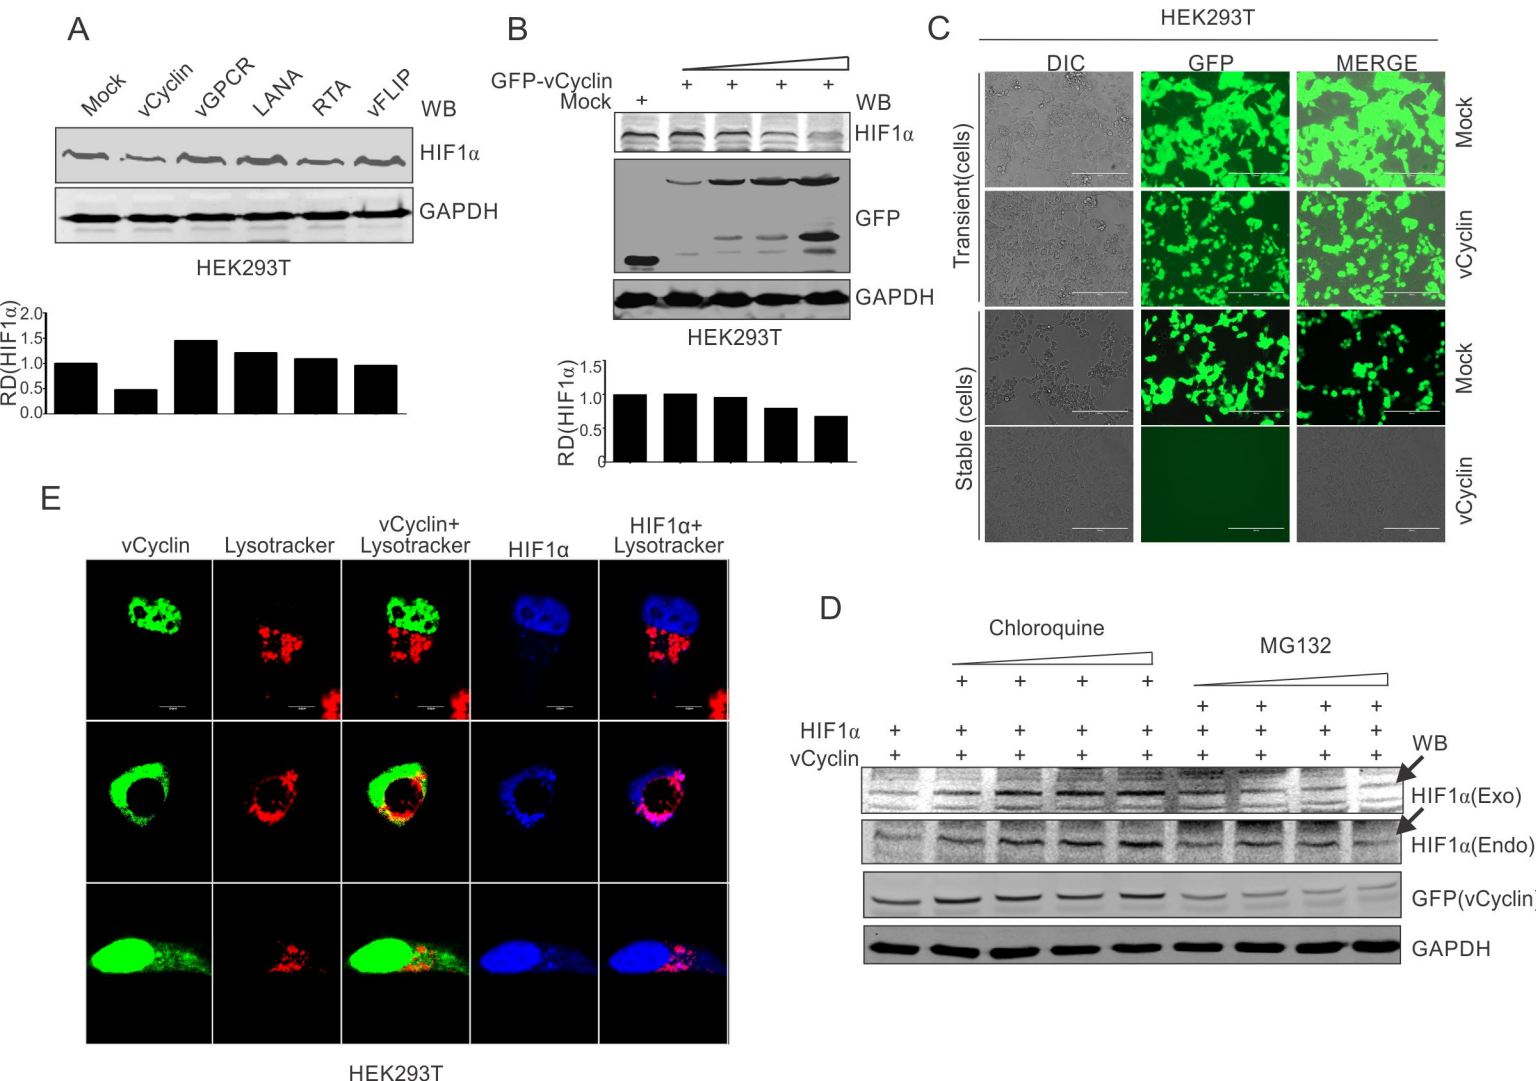 A
Mock
vCyclin
vGPCR
LANA
RTA
vFLIP
WB
HIF1α
GAPDH
HEK293T
RD(HIF1α)
2.0
1.5
1.0
0.5
0.0
B
GFP-vCyclin + + + +
Mock +
WB
HIF1α
GFP
GAPDH
HEK293T
RD(HIF1α)
1.5
1.0
0.5
0
C
HEK293T
DIC GFP MERGE
Transient(cells)
Mock
vCyclin
Stable (cells)
Mock
vCyclin
E
vCyclin
Lysotracker
vCyclin+
Lysotracker
HIF1α
HIF1α+
Lysotracker
HEK293T
D
Chloroquine
MG132
+ + + +
+ + + +
HIF1α + + + + + + + + +
vCyclin + + + + + + + + +
WB
HIF1α(Exo)
HIF1α(Endo)
GFP(vCyclin)
GAPDH